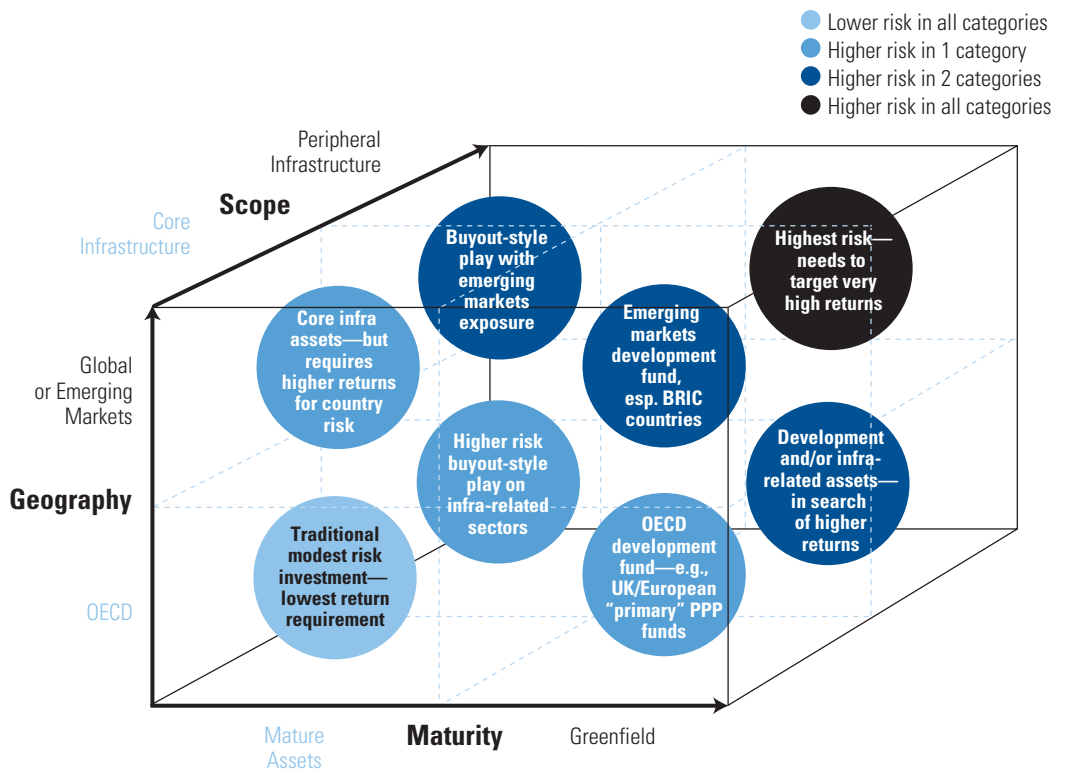 Lower risk in all categories
Higher risk in 1 category
Higher risk in 2 categories
Higher risk in all categories
Peripheral
Infrastructure
Scope
Core
Infrastructure
Buyout-style
play with
emerging
markets
exposure
Highest risk—
needs to
target very
high returns
Core infra
assets—but
requires
higher returns
for country
risk
Emerging
markets
development
fund,
esp. BRIC
countries
Global
or Emerging
Markets
Higher risk
buyout-style
play on
infra-related
sectors
Development
and/or infra-
related assets—
in search
of higher
returns
Geography
Traditional
modest risk
investment—
lowest return
requirement
OECD
development
fund—e.g.,
UK/European
“primary” PPP
funds
OECD
Mature
Assets
Maturity
Greenfield